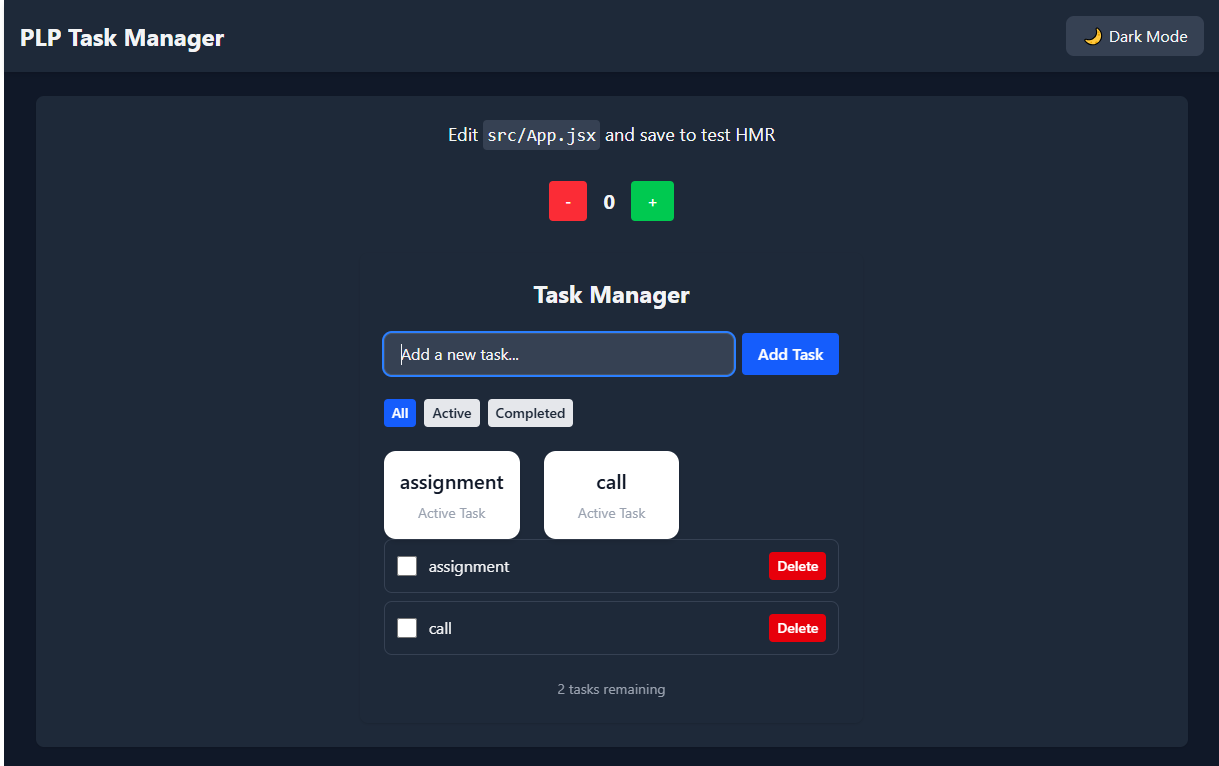 PLP Task Manager
🌙 Dark Mode
Edit src/App.jsx and save to test HMR
- 0 +
Task Manager
Add a new task... Add Task
All Active Completed
assignment call
Active Task Active Task
assignment Delete
call Delete
2 tasks remaining